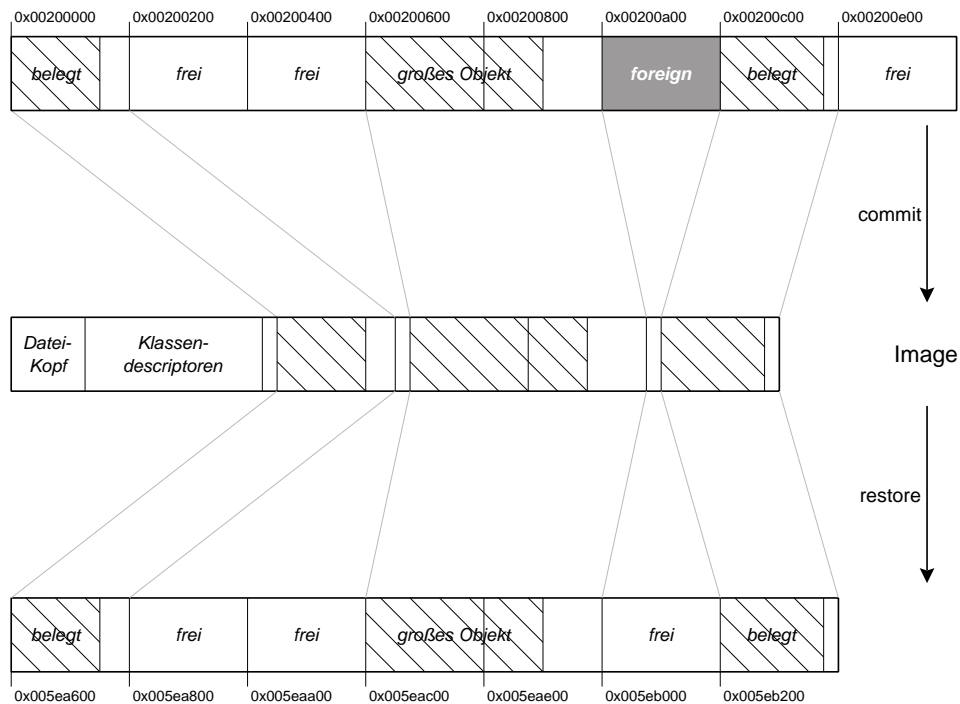 0x00200000 0x00200200 0x00200400 0x00200600 0x00200800 0x00200a00 0x00200c00 0x00200e00
belegt frei frei großes Objekt foreign belegt frei
commit
Datei-
Kopf
Klassen-
descriptoren
Image
restore
belegt frei frei großes Objekt frei belegt
0x005ea600 0x005ea800 0x005eaa00 0x005eac00 0x005eae00 0x005eb000 0x005eb200